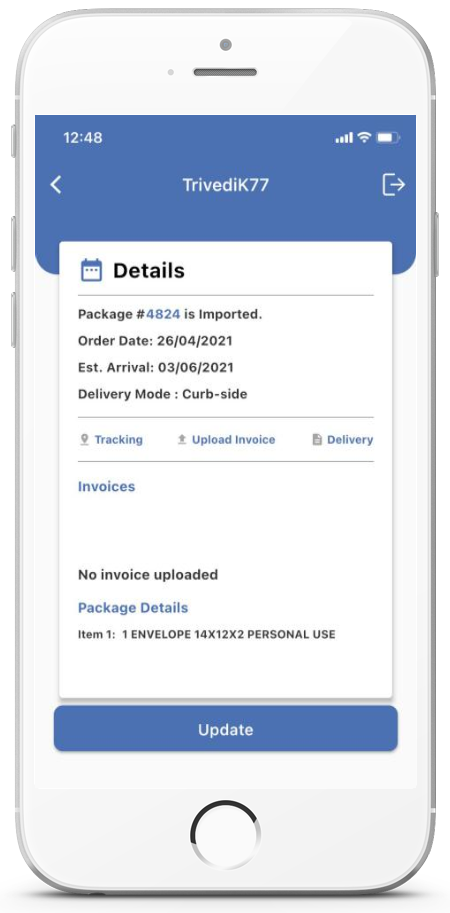 12:48
TrivediK77
Details
Package #4824 is Imported.
Order Date: 26/04/2021
Est. Arrival: 03/06/2021
Delivery Mode : Curb-side
Tracking Upload Invoice Delivery
Invoices
No invoice uploaded
Package Details
Item 1: 1 ENVELOPE 14X12X2 PERSONAL USE
Update